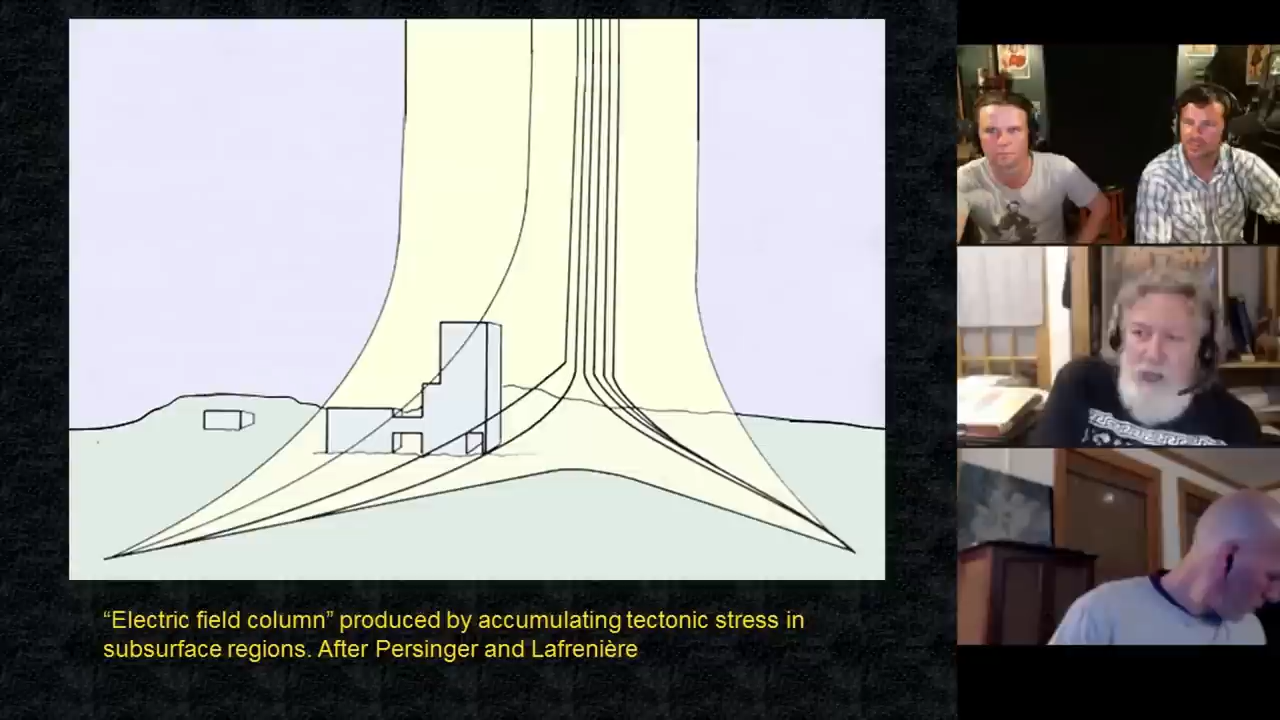 “Electric field column” produced by accumulating tectonic stress in
subsurface regions. After Persinger and Lafrenière